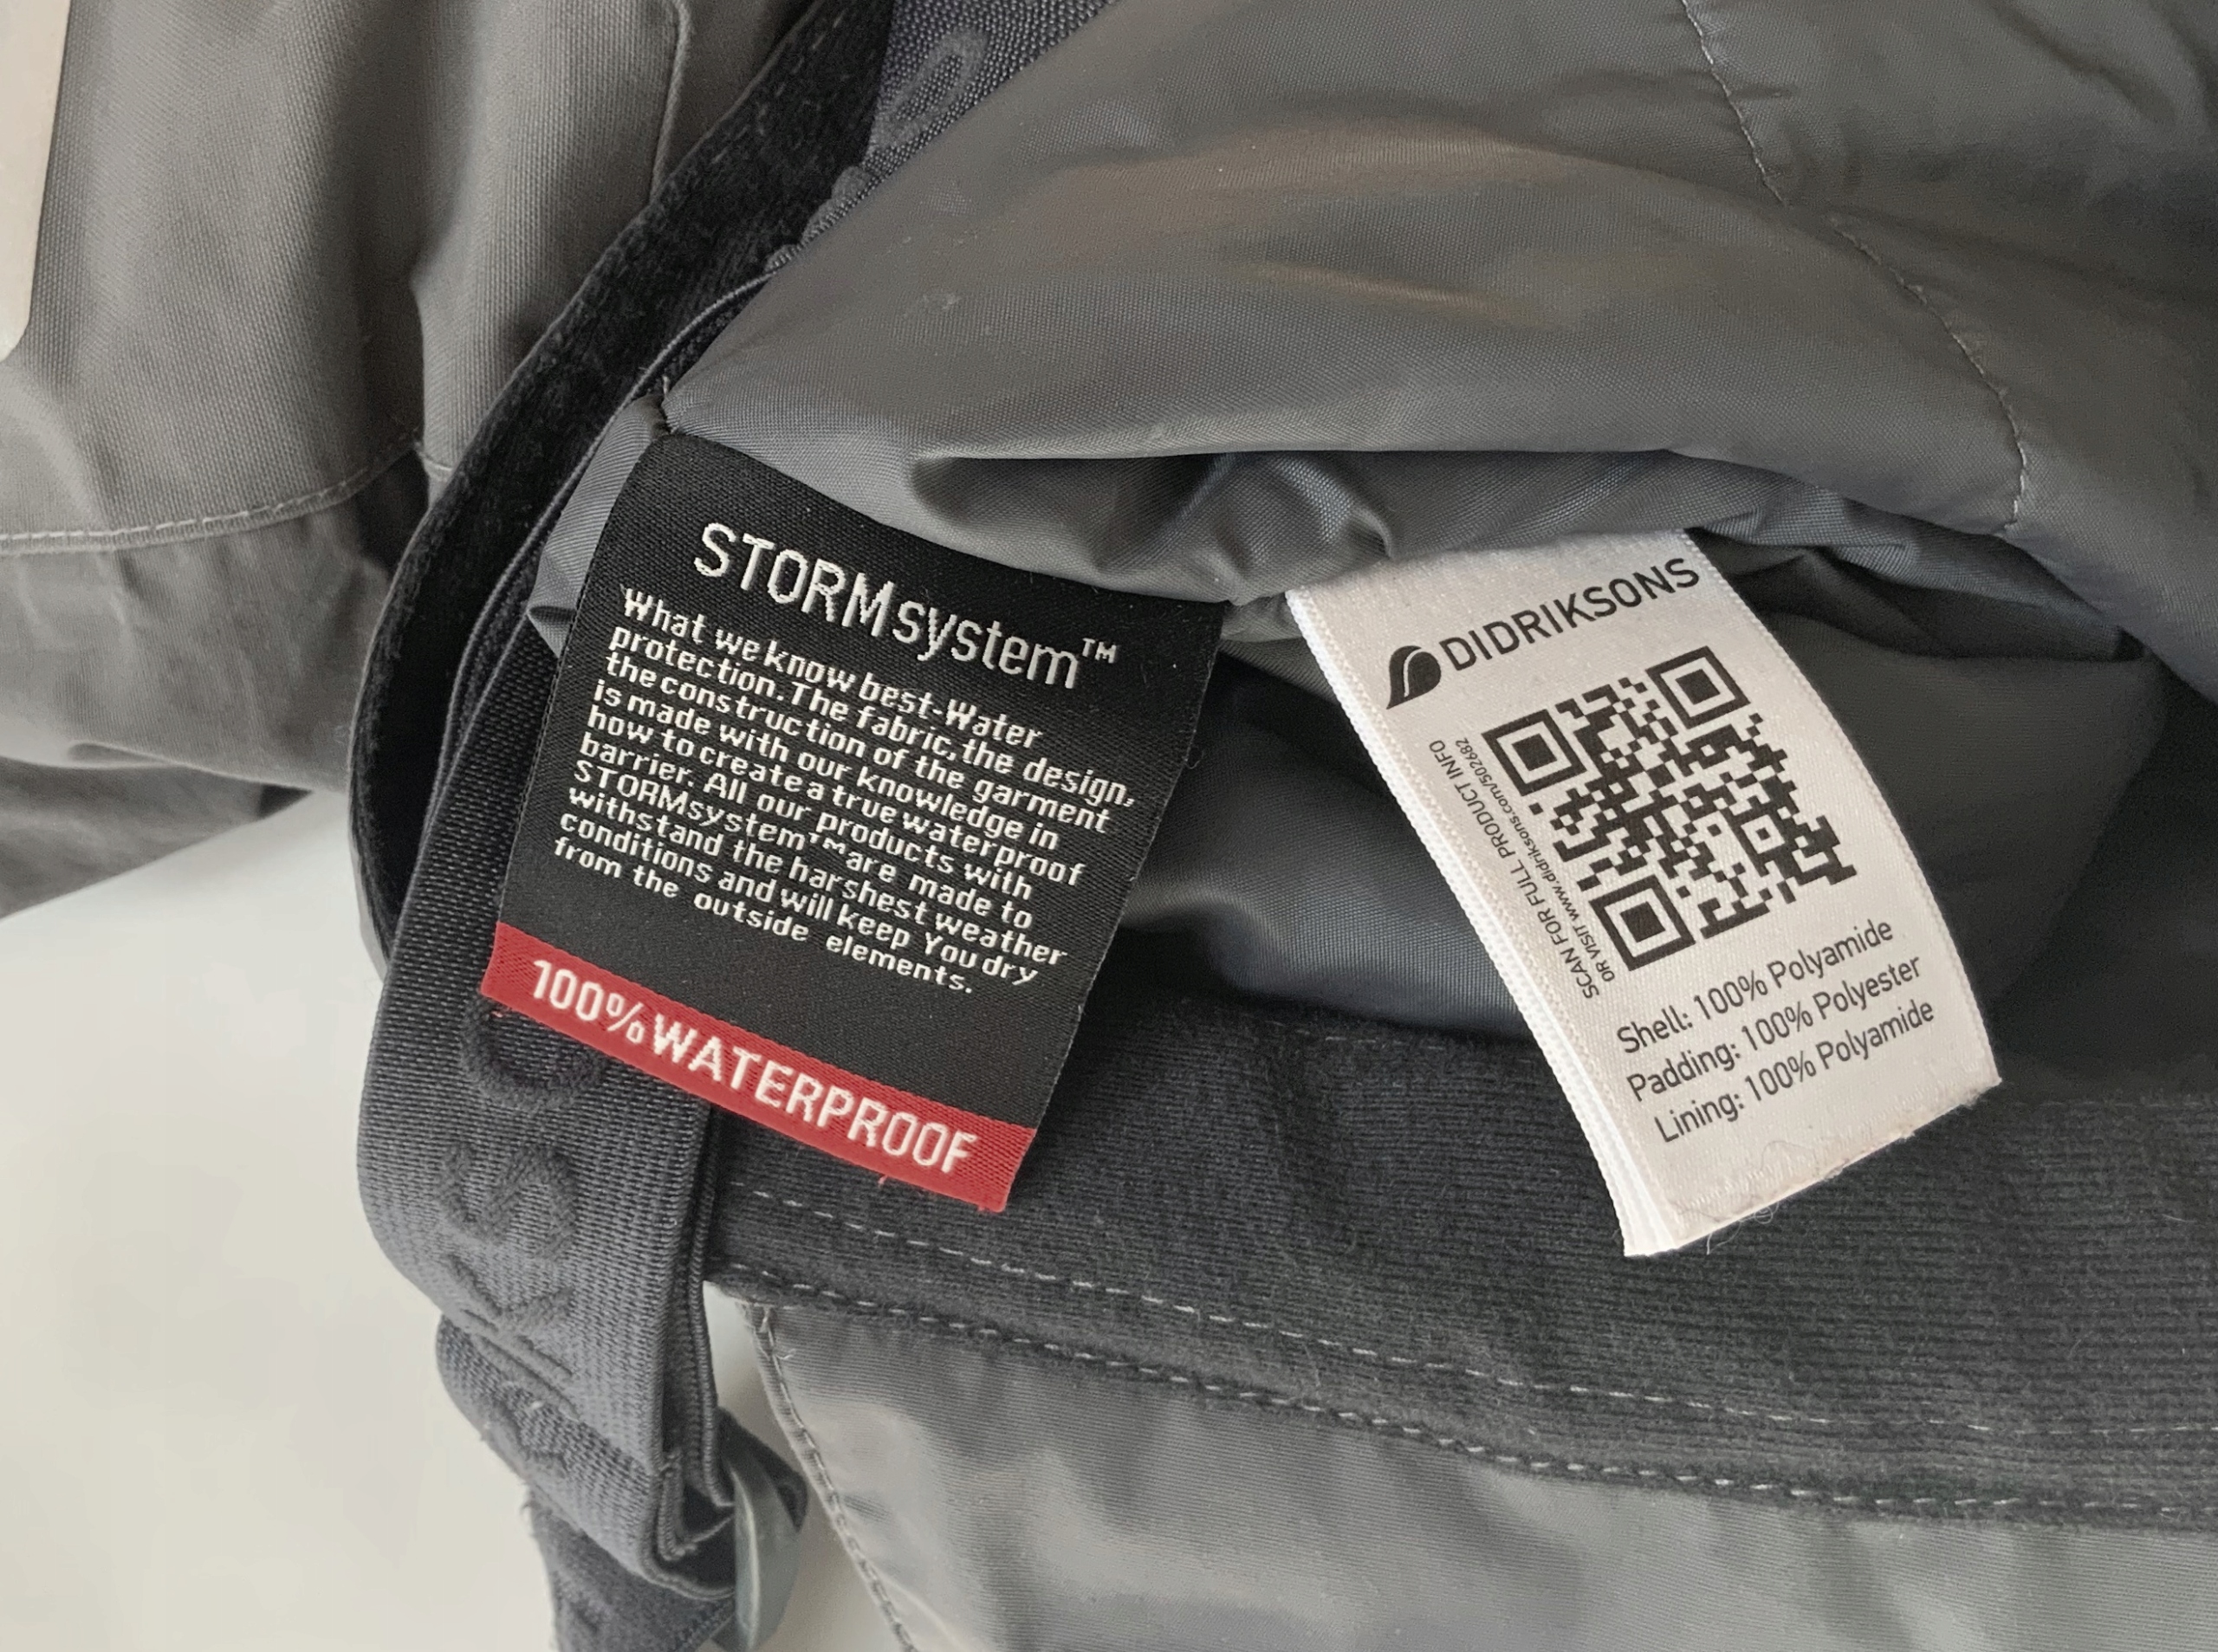 STORMsystem™
What we know best-Water
protection. The fabric, the design,
the construction of the garment
is made with our knowledge in
how to create a true waterproof
barrier. All our products with
STORMsystem™ are made to
withstand the harshest weather
conditions and will keep You dry
from the outside elements.
100% WATERPROOF
DIDRIKSONS
SCAN FOR FULL PRODUCT INFO
OR VISIT www.didriksons.com/502682
Shell: 100% Polyamide
Padding: 100% Polyester
Lining: 100% Polyamide